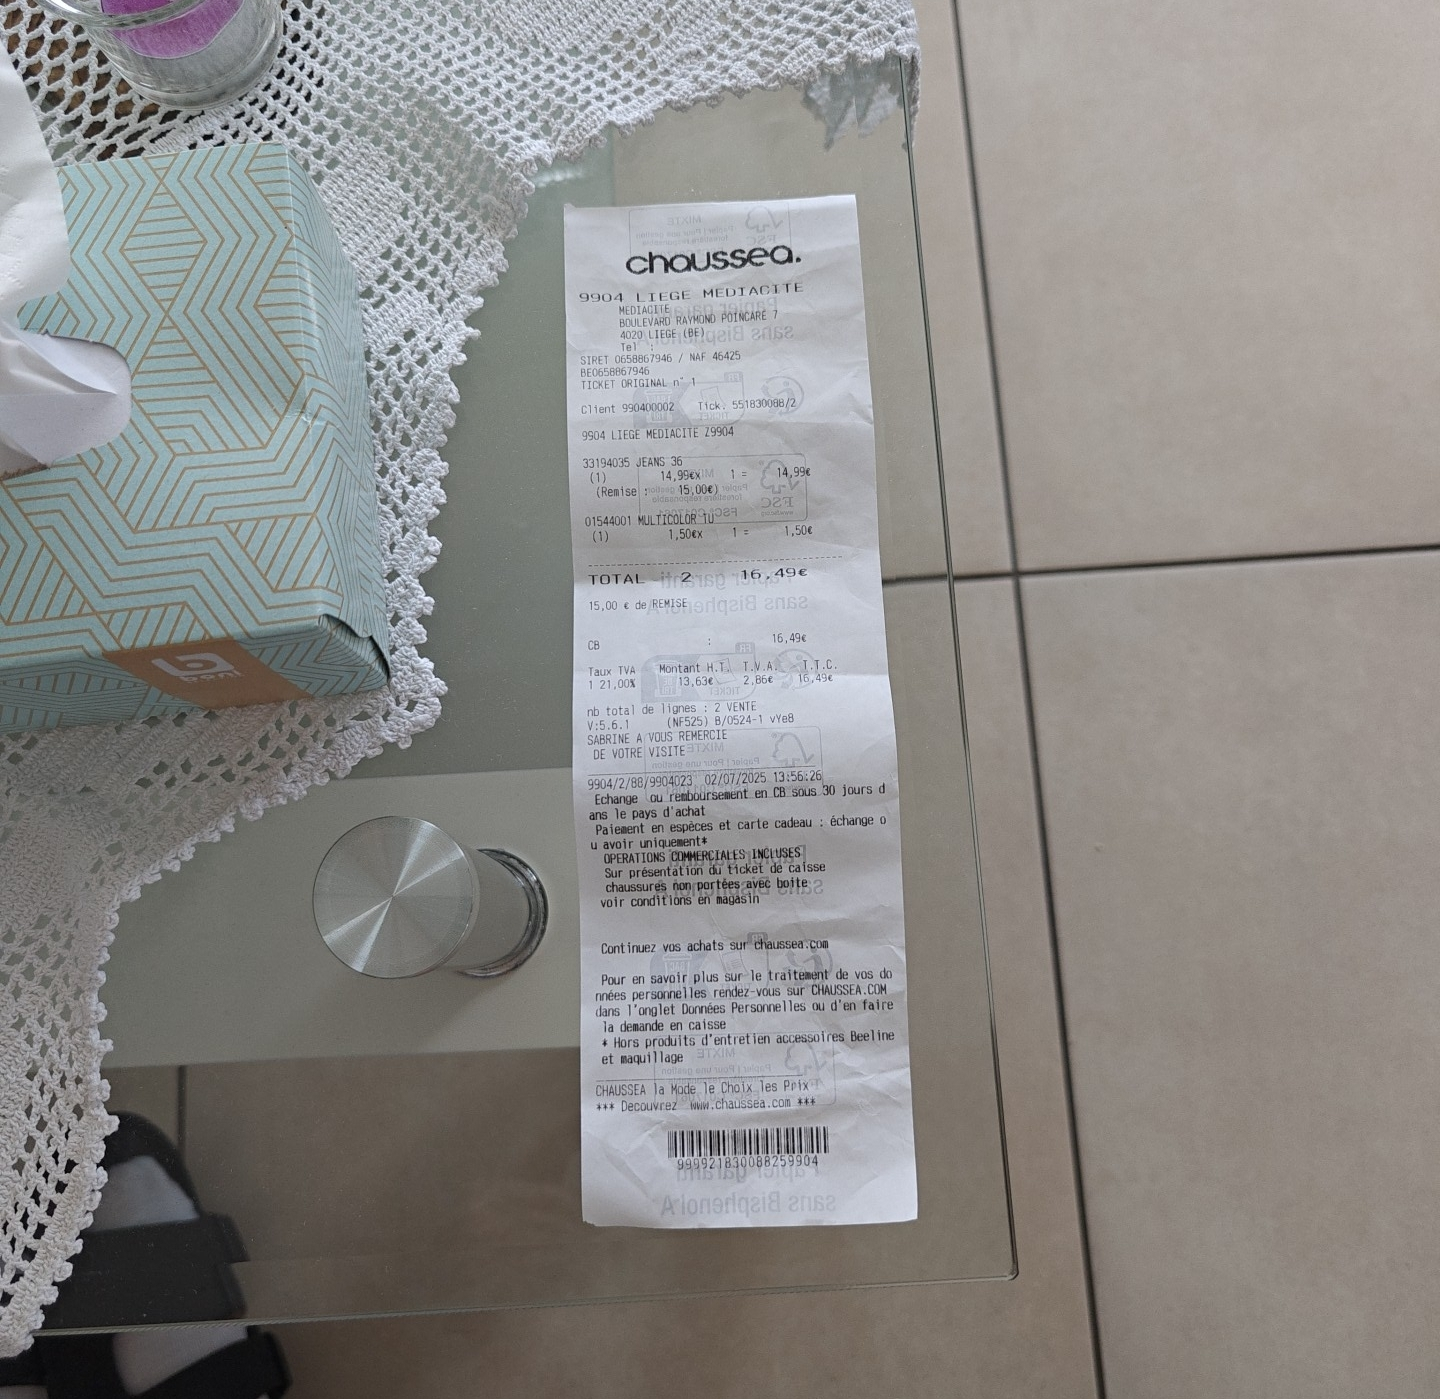 chaussea.
9904 LIEGE MEDIACITE
MEDIACITE
BOULEVARD RAYMOND POINCARÉ 7
4020 LIEGE (BE)
Tel :
SIRET 0658867946 / NAF 46425
BE0658867946
TICKET ORIGINAL n° 1
Client 990400002 Tick. 551830088/2
9904 LIEGE MEDIACITE Z9904
33194035 JEANS 36
(1) 14,99€x 1 = 14,99€
(Remise : 15,00€)
01544001 MULTICOLOR TU
(1) 1,50€x 1 = 1,50€
TOTAL 2 16,49€
15,00 € de REMISE
CB : 16,49€
Taux TVA Montant H.T. T.V.A. T.T.C.
1 21,00% 13,63€ 2,86€ 16,49€
nb total de lignes : 2 VENTE
V:5.6.1 (NF525) B/0524-1 vYe8
SABRINE A VOUS REMERCIE
DE VOTRE VISITE
9904/2/88/9904023 02/07/2025 13:56:26
Echange ou remboursement en CB sous 30 jours d
ans le pays d'achat
Paiement en espèces et carte cadeau : échange o
u avoir uniquement*
OPERATIONS COMMERCIALES INCLUSES
Sur présentation du ticket de caisse
chaussures non portées avec boite
voir conditions en magasin
Continuez vos achats sur chaussea.com
Pour en savoir plus sur le traitement de vos do
nnées personnelles rendez-vous sur CHAUSSEA.COM
dans l'onglet Données Personnelles ou d'en faire
la demande en caisse
* Hors produits d'entretien accessoires Beeline
et maquillage
CHAUSSEA la Mode le Choix les Prix
*** Decouvrez www.chaussea.com ***
999921830088259904
sans Bisphenol A
boni